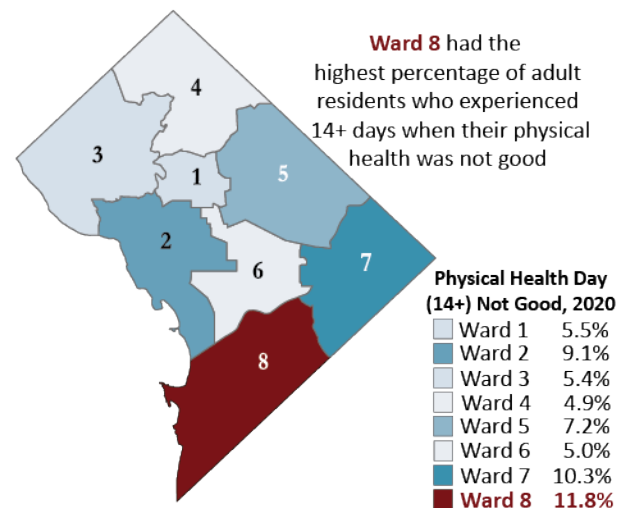 Ward 8 had the
highest percentage of adult
residents who experienced
14+ days when their physical
health was not good
4
3
1
5
2
6
7
8
Physical Health Day
(14+) Not Good, 2020
Ward 1 5.5%
Ward 2 9.1%
Ward 3 5.4%
Ward 4 4.9%
Ward 5 7.2%
Ward 6 5.0%
Ward 7 10.3%
Ward 8 11.8%